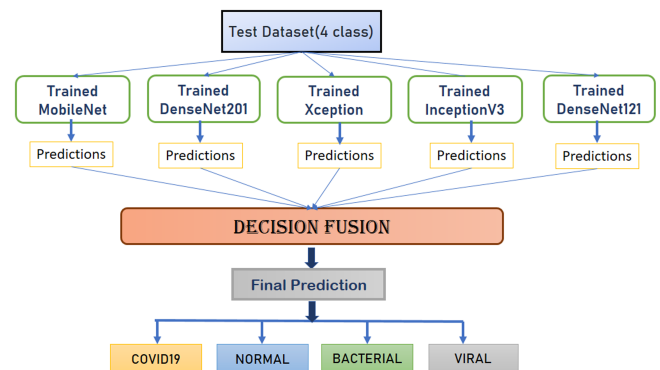 Test Dataset(4 class)
Trained
MobileNet
Trained
DenseNet201
Trained
Xception
Trained
InceptionV3
Trained
DenseNet121
Predictions
Predictions
Predictions
Predictions
Predictions
DECISION FUSION
Final Prediction
COVID19
NORMAL
BACTERIAL
VIRAL